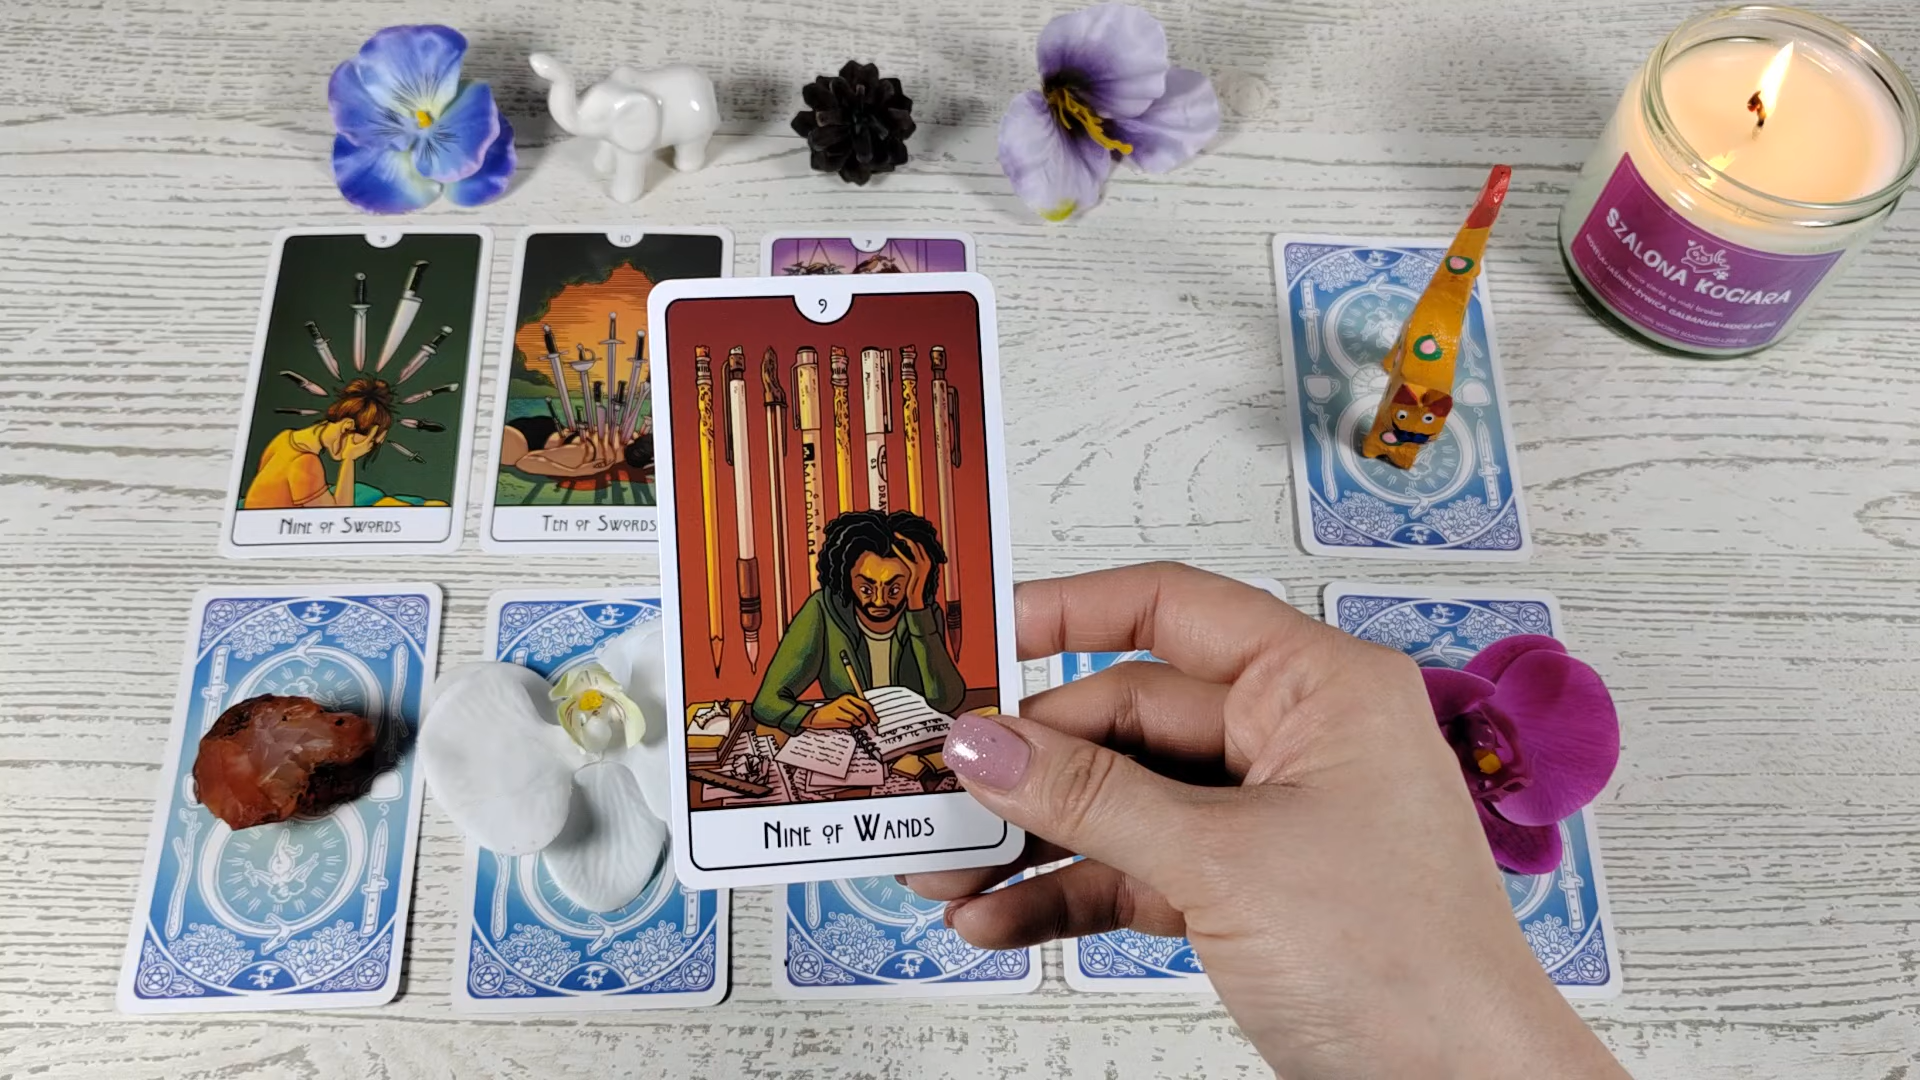 9
10
7
9
Nine of Swords
Ten of Swords
Nine of Wands
SZALONA KOCIARA